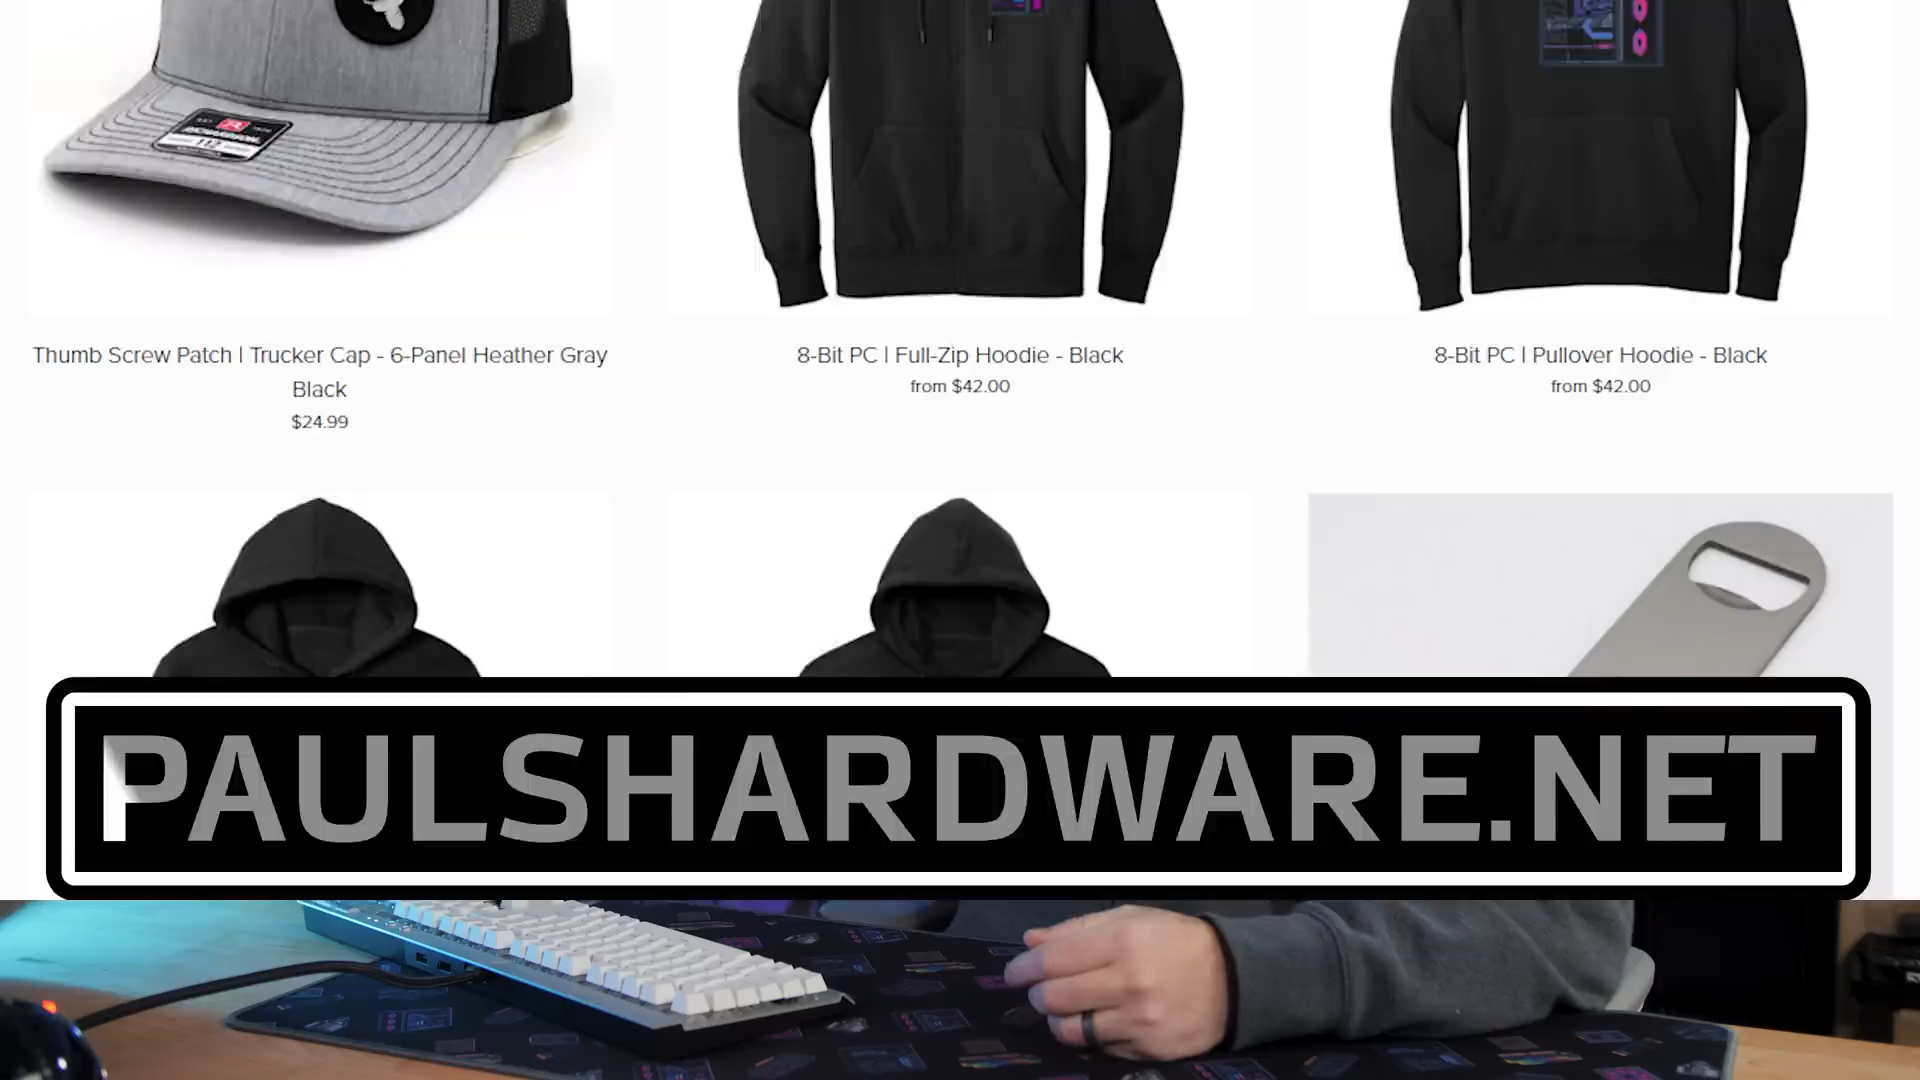 112
Thumb Screw Patch | Trucker Cap - 6-Panel Heather Gray
Black
$24.99
8-Bit PC | Full-Zip Hoodie - Black
from $42.00
8-Bit PC | Pullover Hoodie - Black
from $42.00
PAULSHARDWARE.NET